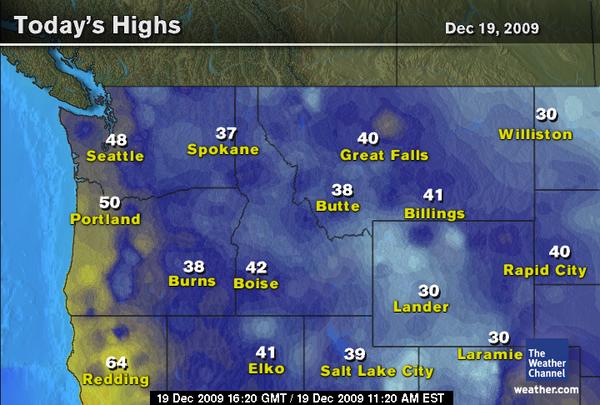 Today's Highs
Dec 19, 2009
30
Williston
48
Seattle
37
Spokane
40
Great Falls
38
Butte
41
Billings
50
Portland
38
Burns
42
Boise
40
Rapid City
30
Lander
64
Redding
41
Elko
39
Salt Lake City
30
Laramie
The
Weather
Channel
weather.com
19 Dec 2009 16:20 GMT / 19 Dec 2009 11:20 AM EST